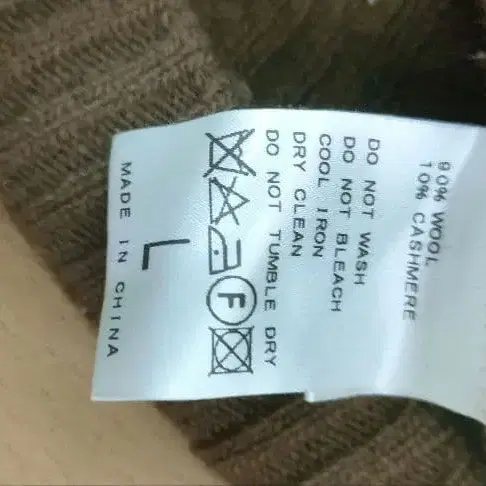 90% WOOL
10% CASHMERE
DO NOT WASH
DO NOT BLEACH
COOL IRON
DRY CLEAN
DO NOT TUMBLE DRY
F
L
MADE IN CHINA